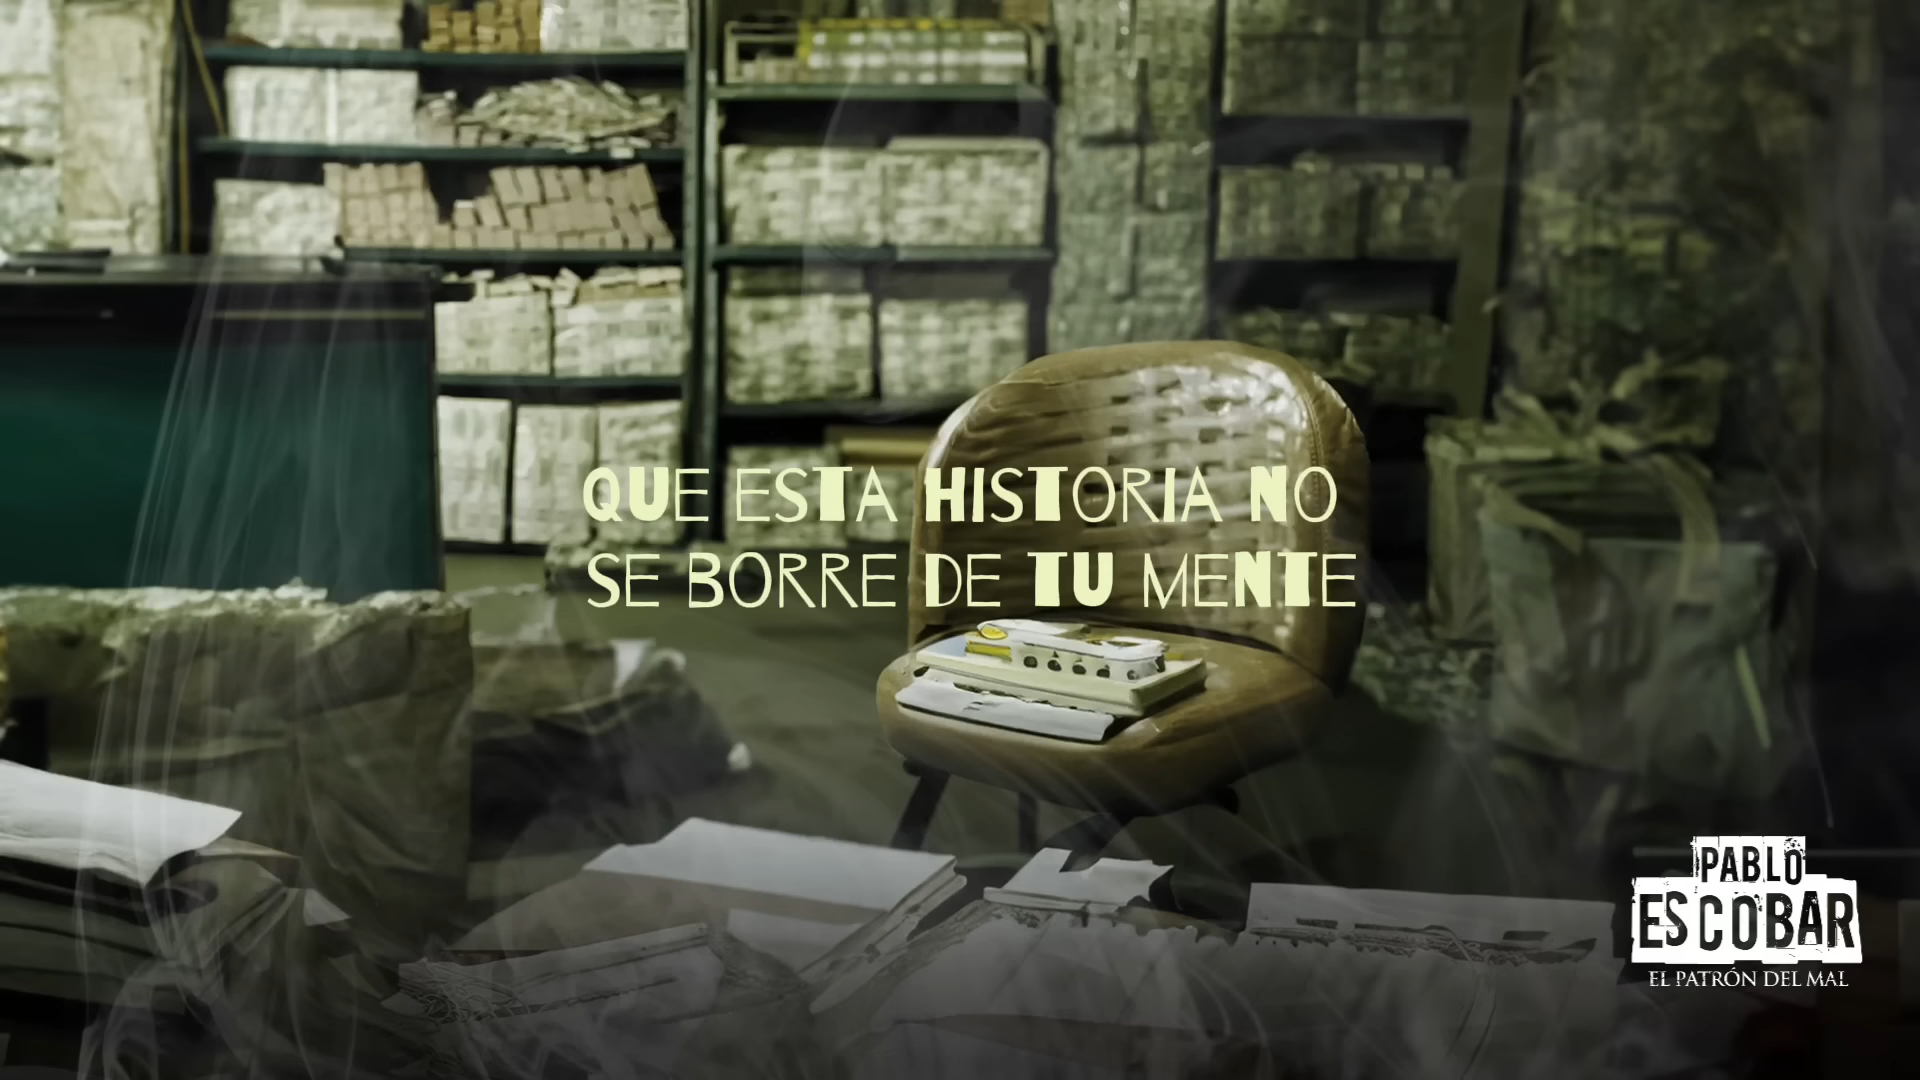 QUE ESTA HISTORIA NO
SE BORRE DE TU MENTE
PABLO
ESCOBAR
EL PATRÓN DEL MAL